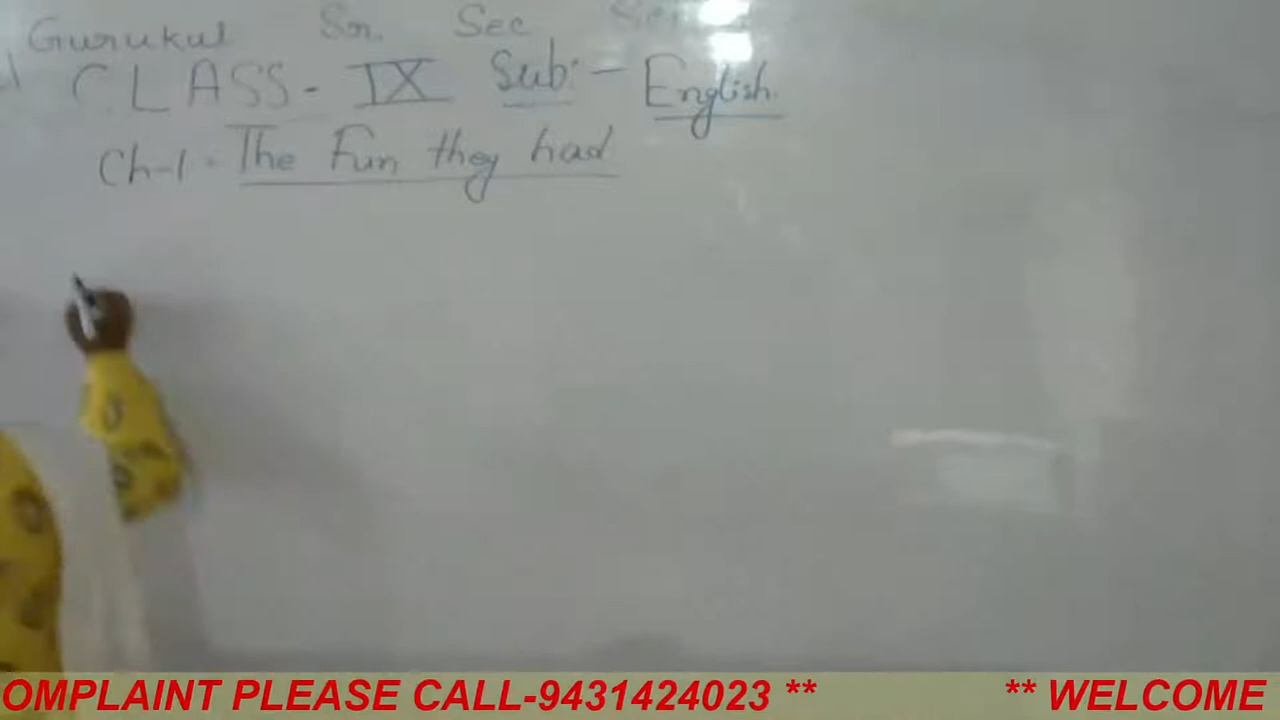 Gurukul Sr. Sec
CLASS - IX Sub:- English.
Ch-1 - The Fun they had
OMPLAINT PLEASE CALL-9431424023 ** ** WELCOME